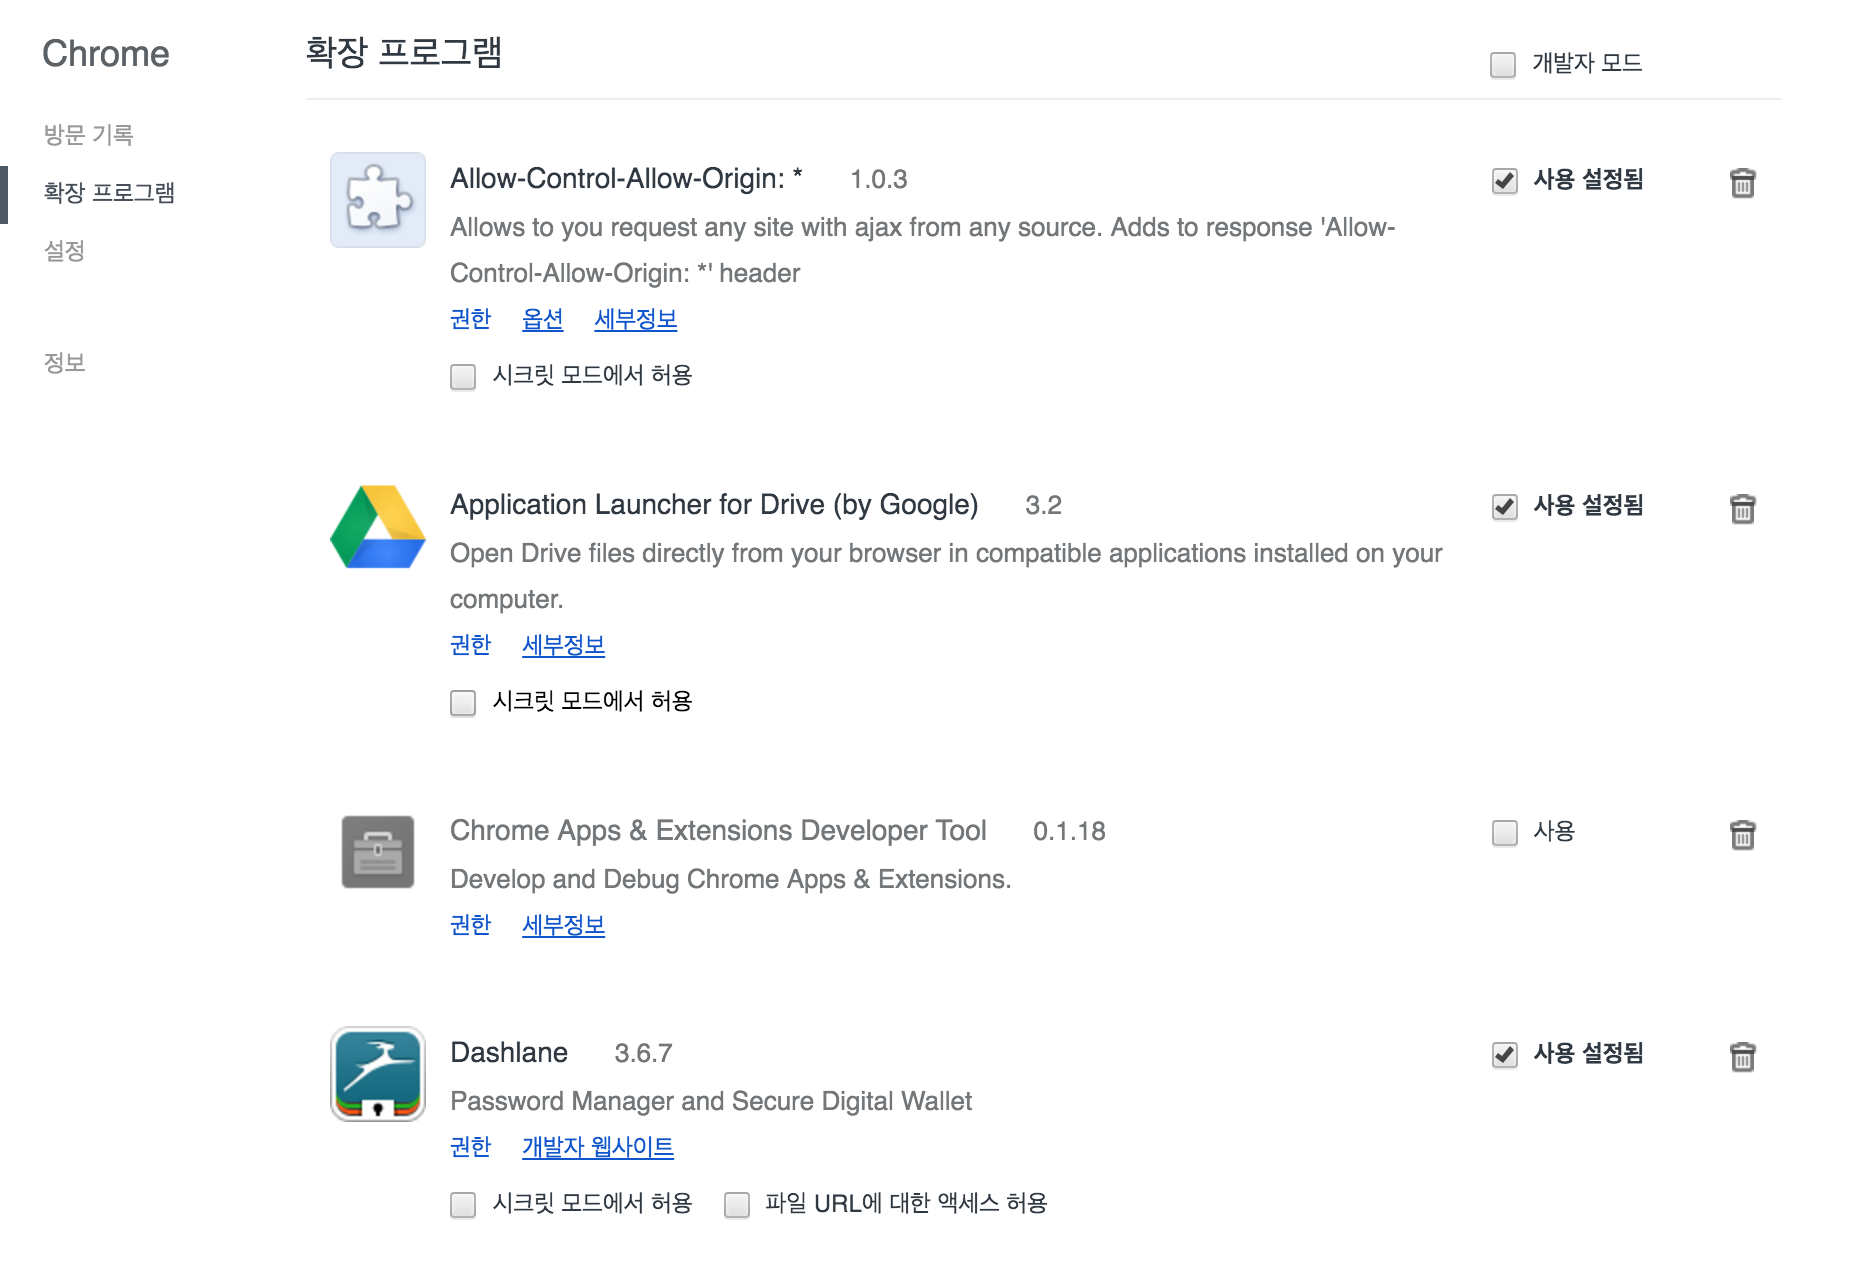 Chrome
방문 기록
확장 프로그램
설정
정보
확장 프로그램
개발자 모드
Allow-Control-Allow-Origin: * 1.0.3
사용 설정됨
Allows to you request any site with ajax from any source. Adds to response 'Allow-
Control-Allow-Origin: *' header
권한 옵션 세부정보
시크릿 모드에서 허용
Application Launcher for Drive (by Google) 3.2
사용 설정됨
Open Drive files directly from your browser in compatible applications installed on your
computer.
권한 세부정보
시크릿 모드에서 허용
Chrome Apps & Extensions Developer Tool 0.1.18
사용
Develop and Debug Chrome Apps & Extensions.
권한 세부정보
Dashlane 3.6.7
사용 설정됨
Password Manager and Secure Digital Wallet
권한 개발자 웹사이트
시크릿 모드에서 허용 파일 URL에 대한 액세스 허용